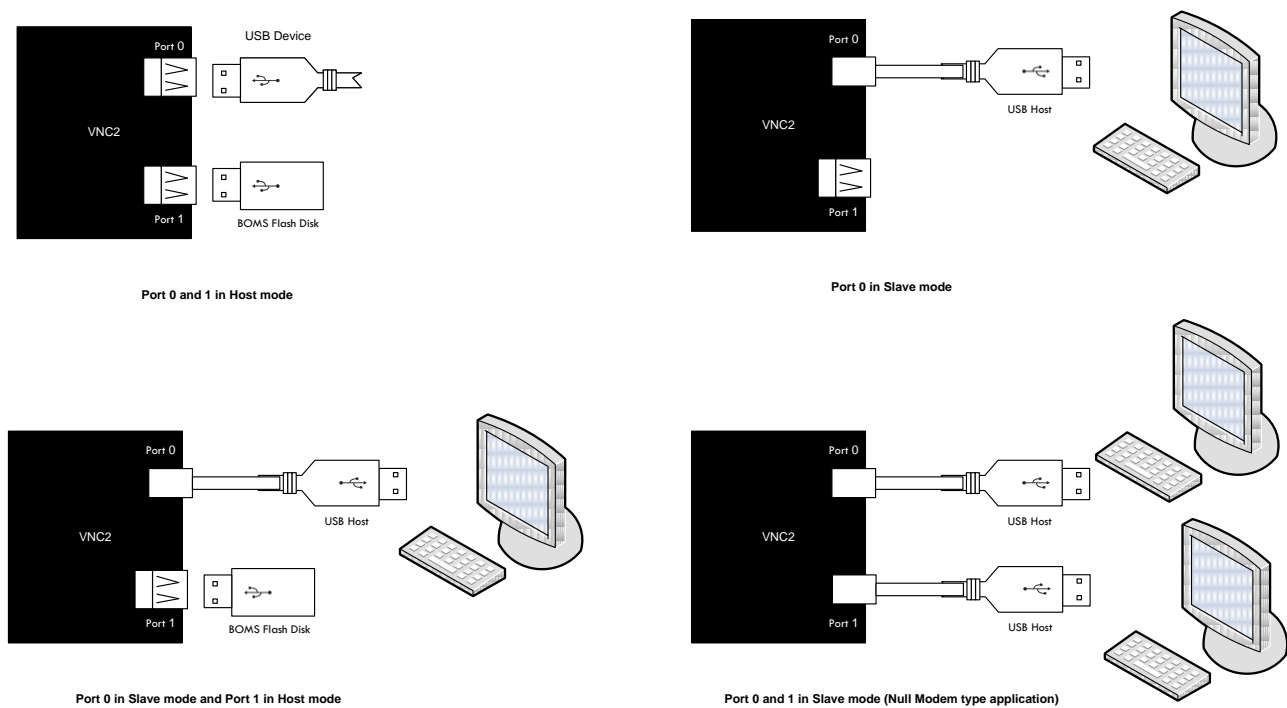 Port 0
USB Device
VNC2
Port 1
BOMS Flash Disk
Port 0 and 1 in Host mode
Port 0
USB Host
VNC2
Port 1
Port 0 in Slave mode
Port 0
USB Host
VNC2
Port 1
BOMS Flash Disk
Port 0 in Slave mode and Port 1 in Host mode
Port 0
USB Host
VNC2
Port 1
USB Host
Port 0 and 1 in Slave mode (Null Modem type application)